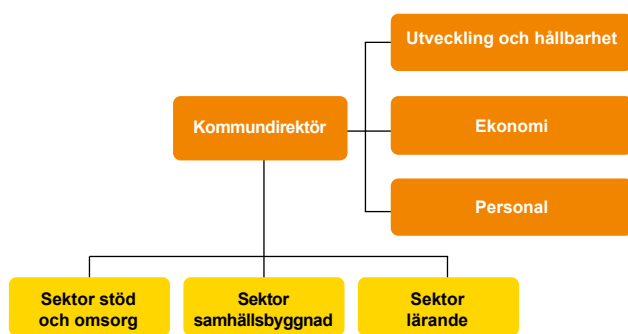 Utveckling och hållbarhet
Kommundirektör
Ekonomi
Personal
Sektor stöd
och omsorg
Sektor
samhällsbyggnad
Sektor
lärande